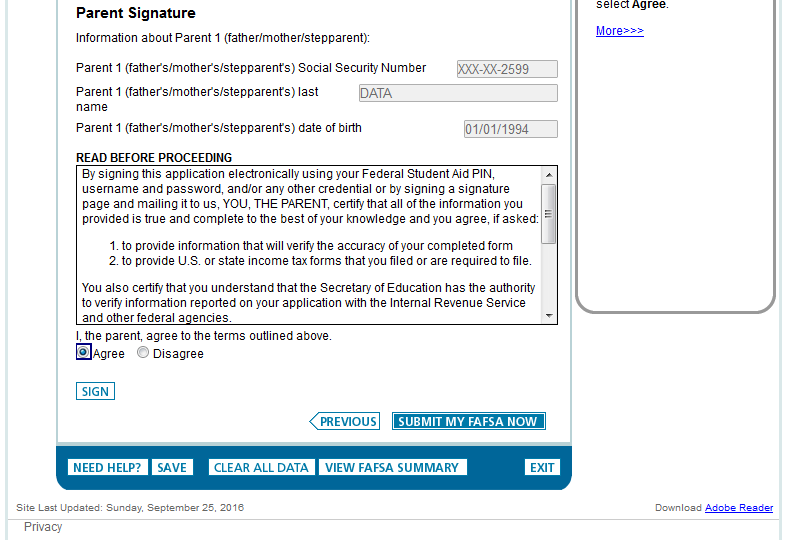 select Agree.
More>>>
Parent Signature
Information about Parent 1 (father/mother/stepparent):
Parent 1 (father's/mother's/stepparent's) Social Security Number XXX-XX-2599
Parent 1 (father's/mother's/stepparent's) last DATA
name
Parent 1 (father's/mother's/stepparent's) date of birth 01/01/1994
READ BEFORE PROCEEDING
By signing this application electronically using your Federal Student Aid PIN,
username and password, and/or any other credential or by signing a signature
page and mailing it to us, YOU, THE PARENT, certify that all of the information you
provided is true and complete to the best of your knowledge and you agree, if asked:
1. to provide information that will verify the accuracy of your completed form
2. to provide U.S. or state income tax forms that you filed or are required to file.
You also certify that you understand that the Secretary of Education has the authority
to verify information reported on your application with the Internal Revenue Service
and other federal agencies.
I, the parent, agree to the terms outlined above.
Agree Disagree
SIGN
PREVIOUS SUBMIT MY FAFSA NOW
NEED HELP? SAVE CLEAR ALL DATA VIEW FAFSA SUMMARY EXIT
Site Last Updated: Sunday, September 25, 2016 Download Adobe Reader
Privacy